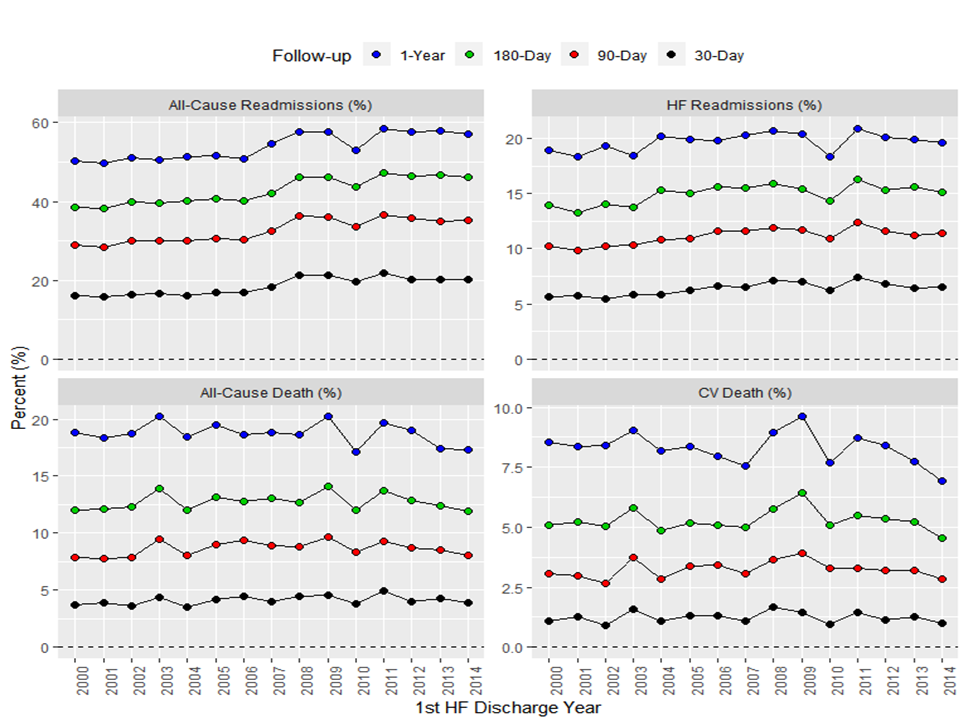 Follow-up 1-Year 180-Day 90-Day 30-Day
All-Cause Readmissions (%) HF Readmissions (%)
60
40
20
0
20
15
10
5
0
Percent (%)
All-Cause Death (%) CV Death (%)
20
15
10
5
0
10.0
7.5
5.0
2.5
0.0
2000 2001 2002 2003 2004 2005 2006 2007 2008 2009 2010 2011 2012 2013 2014
2000 2001 2002 2003 2004 2005 2006 2007 2008 2009 2010 2011 2012 2013 2014
1st HF Discharge Year